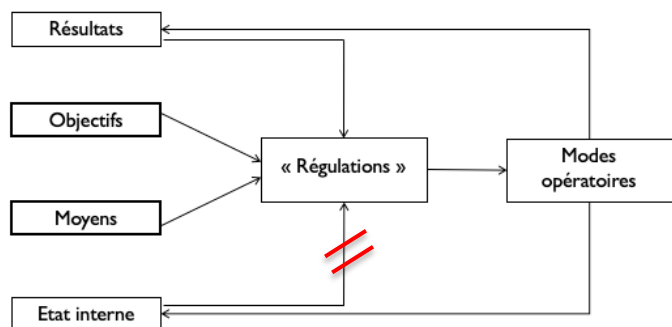 Résultats
Objectifs
« Régulations »
Modes
opératoires
Moyens
Etat interne